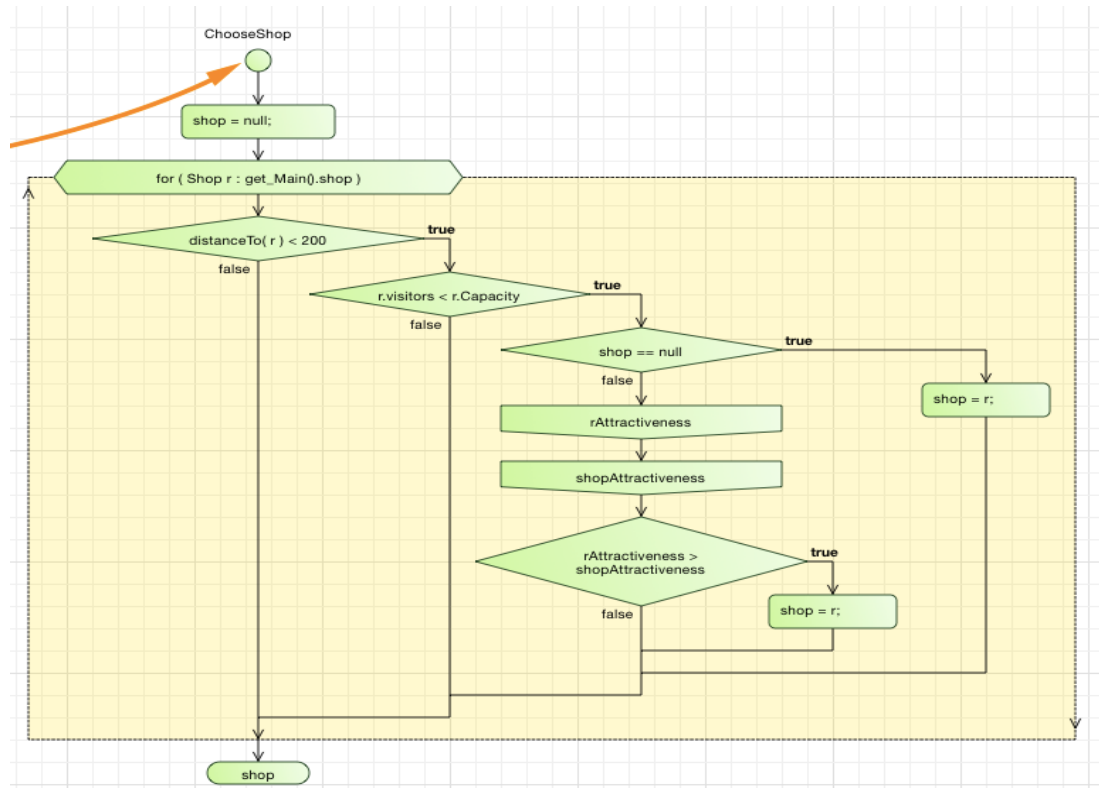 ChooseShop
shop = null;
for ( Shop r : get_Main().shop )
distanceTo( r ) < 200
true
false
r.visitors < r.Capacity
true
false
shop == null
true
false
shop = r;
rAttractiveness
shopAttractiveness
rAttractiveness >
shopAttractiveness
true
false
shop = r;
shop